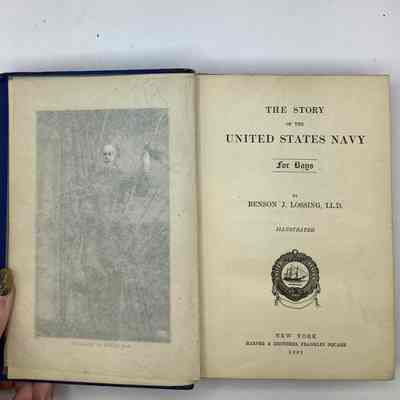 THE STORY
OF THE
UNITED STATES NAVY
For Boys
BY
BENSON J. LOSSING, LL.D.
ILLUSTRATED
NEW YORK
HARPER & BROTHERS, FRANKLIN SQUARE